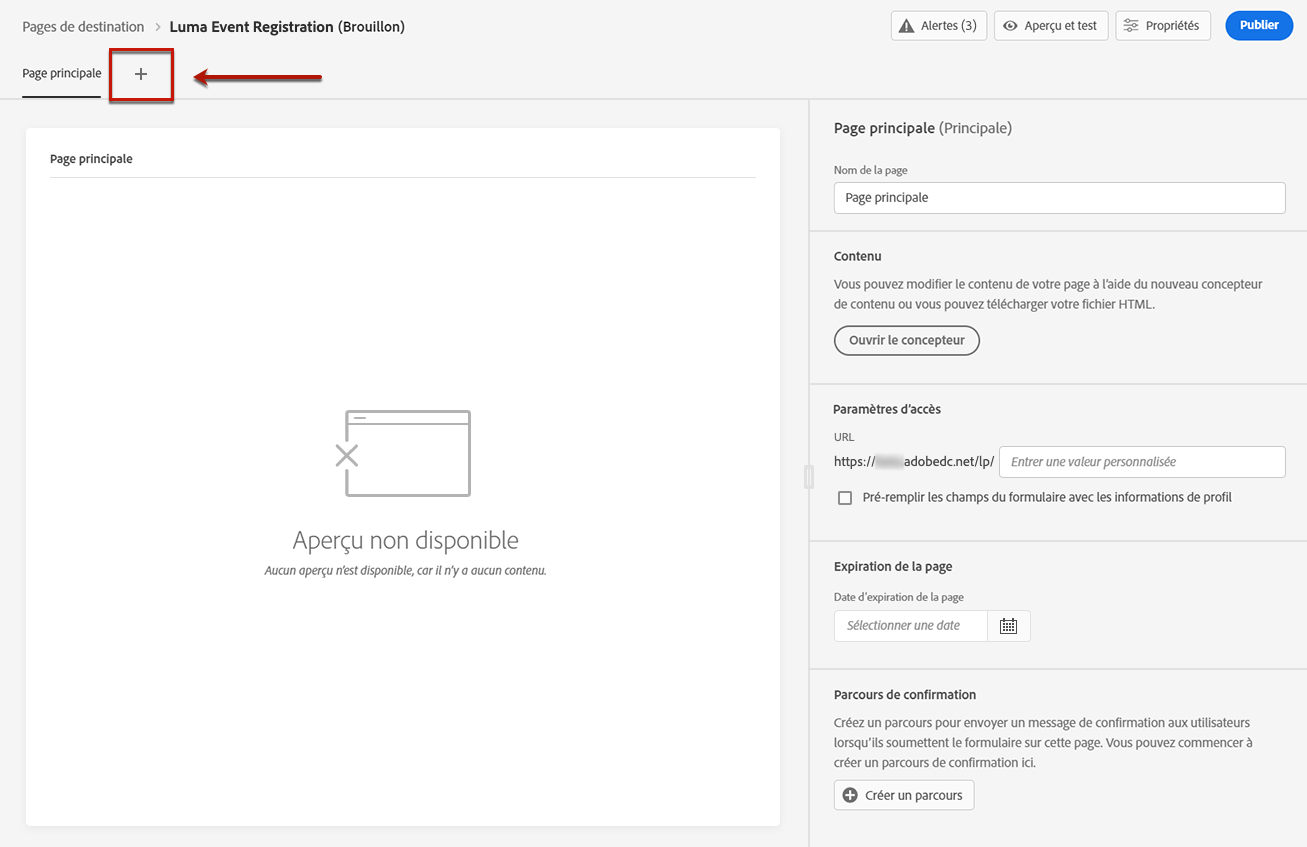 Pages de destination > Luma Event Registration (Brouillon)
Alertes (3)
Aperçu et test
Propriétés
Publier
Page principale
+
Page principale
Aperçu non disponible
Aucun aperçu n'est disponible, car il n'y a aucun contenu.
Page principale (Principale)
Nom de la page
Page principale
Contenu
Vous pouvez modifier le contenu de votre page à l'aide du nouveau concepteur
de contenu ou vous pouvez télécharger votre fichier HTML.
Ouvrir le concepteur
Paramètres d'accès
URL
https:// adobedc.net/lp/
Entrer une valeur personnalisée
Pré-remplir les champs du formulaire avec les informations de profil
Expiration de la page
Date d'expiration de la page
Sélectionner une date
Parcours de confirmation
Créez un parcours pour envoyer un message de confirmation aux utilisateurs
lorsqu'ils soumettent le formulaire sur cette page. Vous pouvez commencer à
créer un parcours de confirmation ici.
Créer un parcours